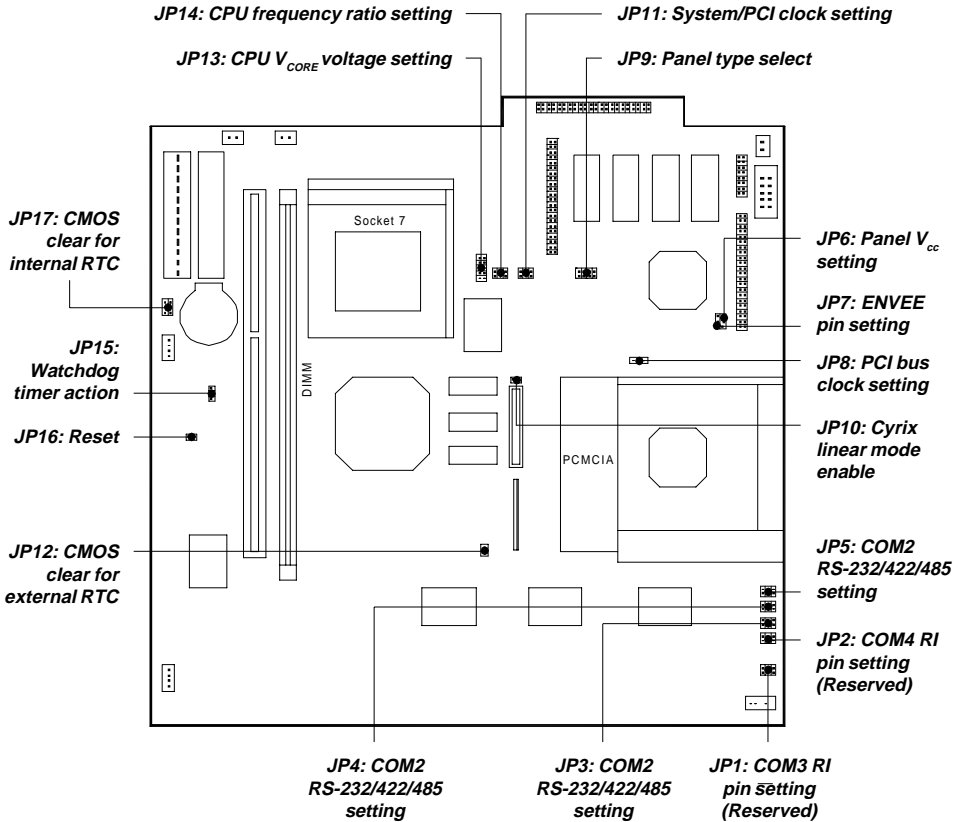 JP14: CPU frequency ratio setting
JP11: System/PCI clock setting
JP13: CPU VCORE voltage setting
JP9: Panel type select
Socket 7
JP17: CMOS
clear for
internal RTC
JP6: Panel Vcc
setting
JP7: ENVEE
pin setting
JP15:
Watchdog
timer action
DIMM
JP8: PCI bus
clock setting
JP16: Reset
JP10: Cyrix
linear mode
enable
PCMCIA
JP12: CMOS
clear for
external RTC
JP5: COM2
RS-232/422/485
setting
JP2: COM4 RI
pin setting
(Reserved)
JP4: COM2
RS-232/422/485
setting
JP3: COM2
RS-232/422/485
setting
JP1: COM3 RI
pin setting
(Reserved)